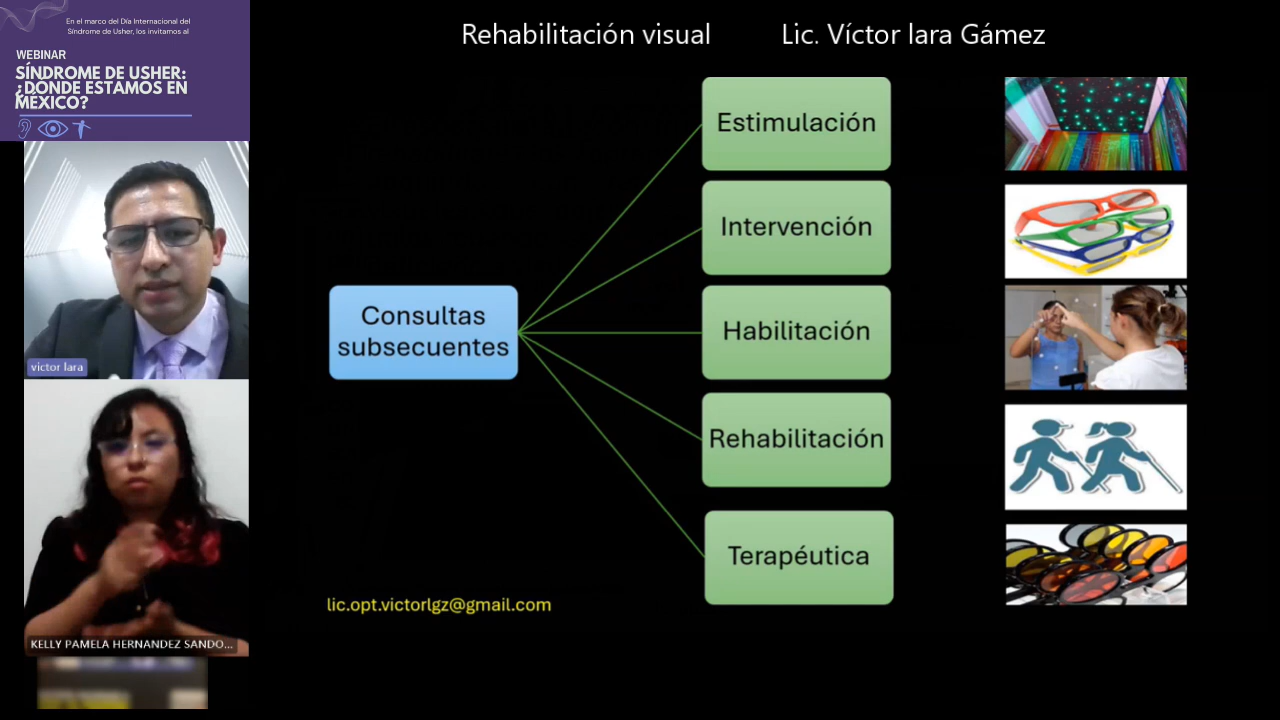 En el marco del Día Internacional del
Síndrome de Usher, los invitamos al
WEBINAR
SÍNDROME DE USHER:
¿DONDE ESTAMOS EN
MÉXICO?
víctor lara
KELLY PAMELA HERNANDEZ SANDO...
Rehabilitación visual
Lic. Víctor lara Gámez
Consultas
subsecuentes
Estimulación
Intervención
Habilitación
Rehabilitación
Terapéutica
lic.opt.victorlgz@gmail.com